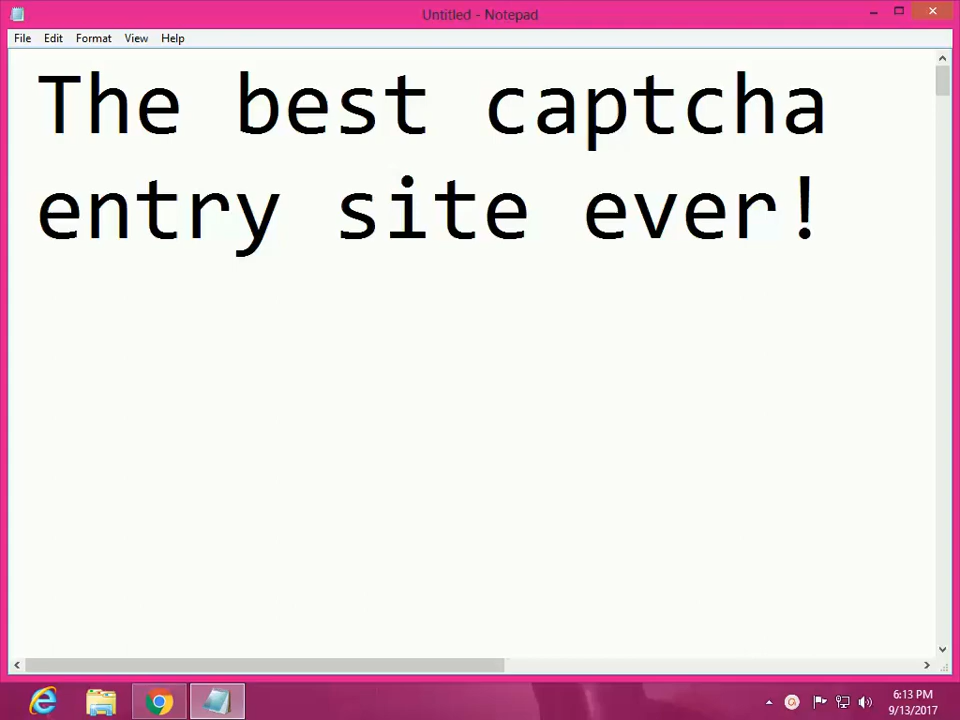 Untitled - Notepad
File Edit Format View Help
The best captcha
entry site ever!
6:13 PM
9/13/2017